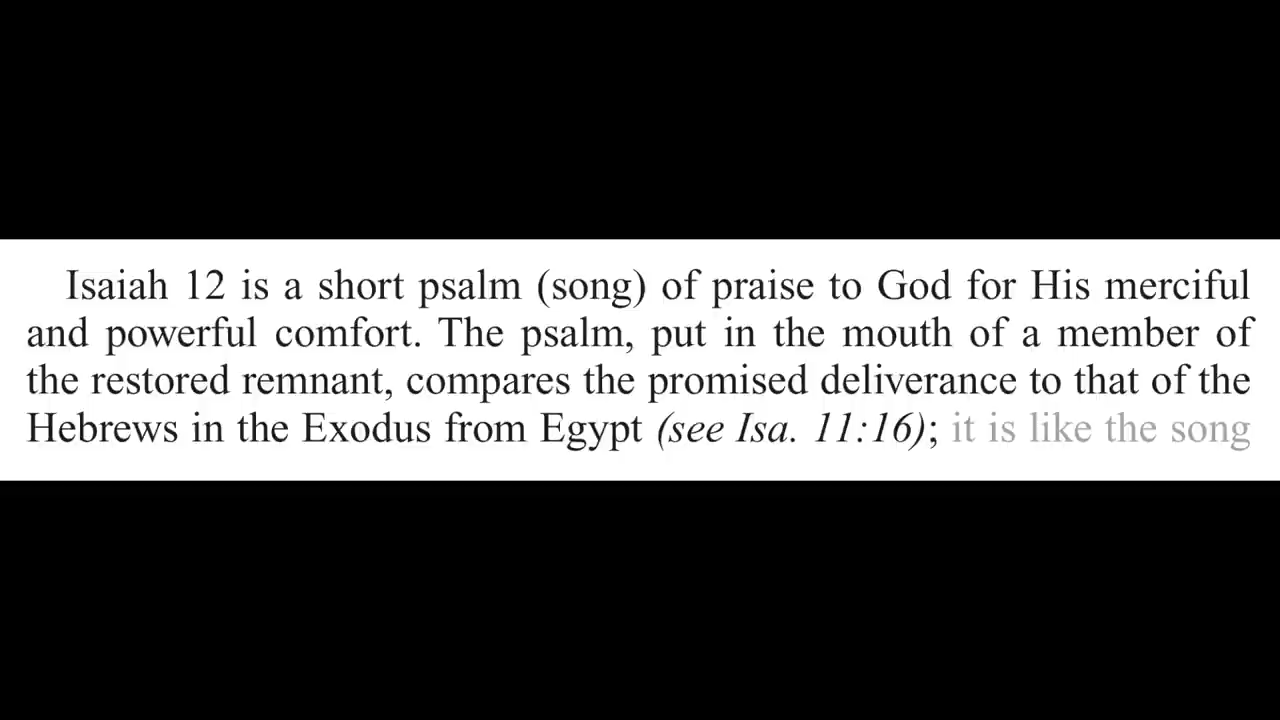 Isaiah 12 is a short psalm (song) of praise to God for His merciful
and powerful comfort. The psalm, put in the mouth of a member of
the restored remnant, compares the promised deliverance to that of the
Hebrews in the Exodus from Egypt (see Isa. 11:16); it is like the song